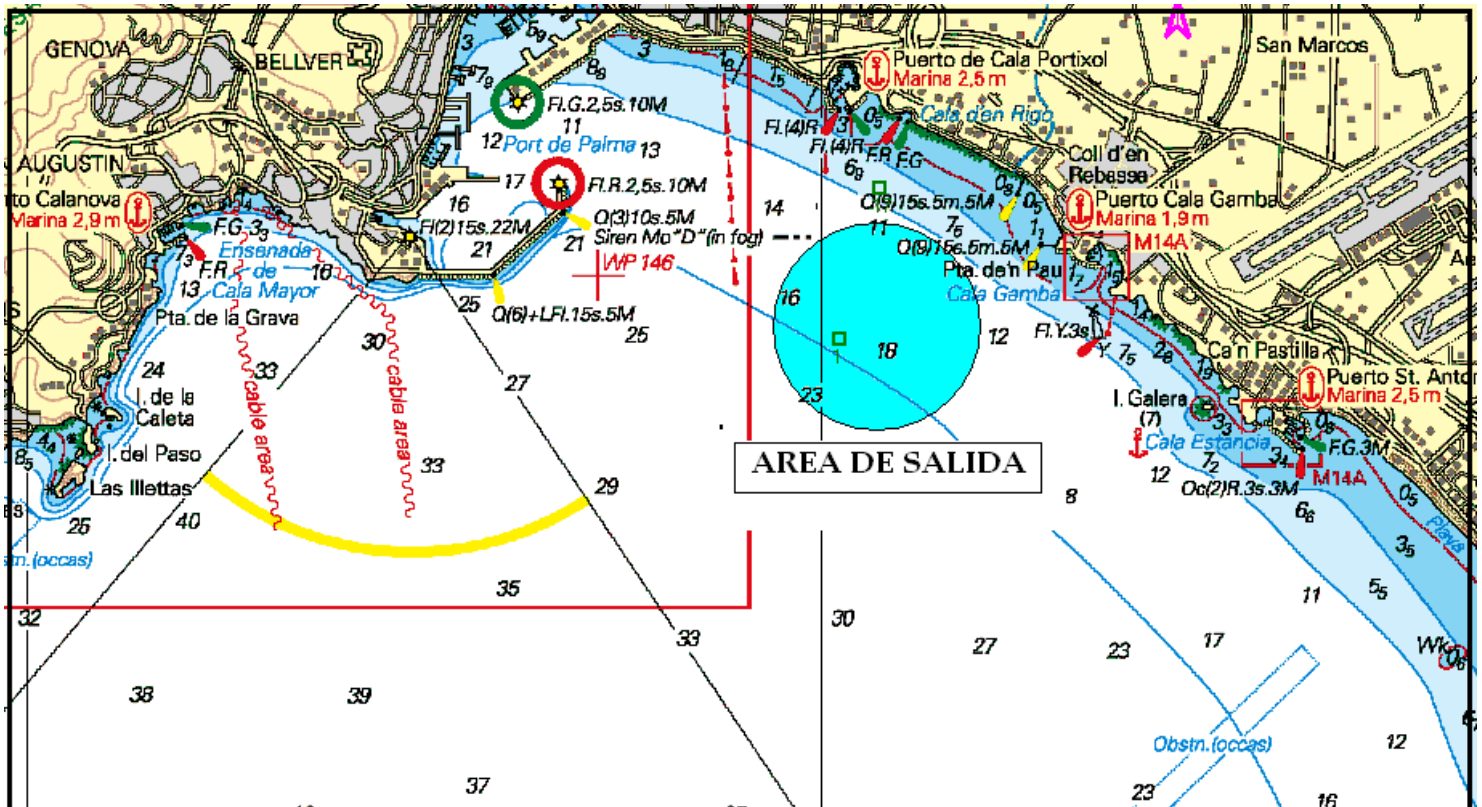 GENOVA
BELLVER
San Marcos
Puerto de Cala Portixol
Marina 2,5 m
Fl.G.2,5s.10M
Cala d'en Rigo
Fl.(4)R
Fl.(4)R
F.R
F.G
Port de Palma
AUGUSTIN
Coll d'en
Rebassa
Fl.R.2,5s.10M
Puerto Cala Gamba
Marina 1,9 m
M14A
rto Calanova
Marina 2,9 m
Q(9)15s.5m.5M
Q(3)10s.5M
Siren Mo"D"(in fog)
F.G
Fl(2)15s.22M
Q(9)15s.5m.5M
Ensenada
de
Cala Mayor
F.R
WP 146
Pta. de'n Pau
Cala Gamba
Pta. de la Grava
Q(6)+LFl.15s.5M
Fl.Y.3s
Y
Ca'n Pastilla
cable area
cable area
Puerto St. Anton
Marina 2,5 m
I. de la
Caleta
I. Galera
(7)
Cala Estancia
F.G.3M
I. del Paso
AREA DE SALIDA
M14A
Las Illettas
Oc(2)R.3s.3M
Playa
stn.(occas)
Wk
Obstn.(occas)
12
11
13
17
16
14
21
21
11
16
18
12
23
25
25
13
16
30
33
24
27
33
29
40
25
35
32
33
30
27
23
17
11
12
8
38
39
37
23
12
16